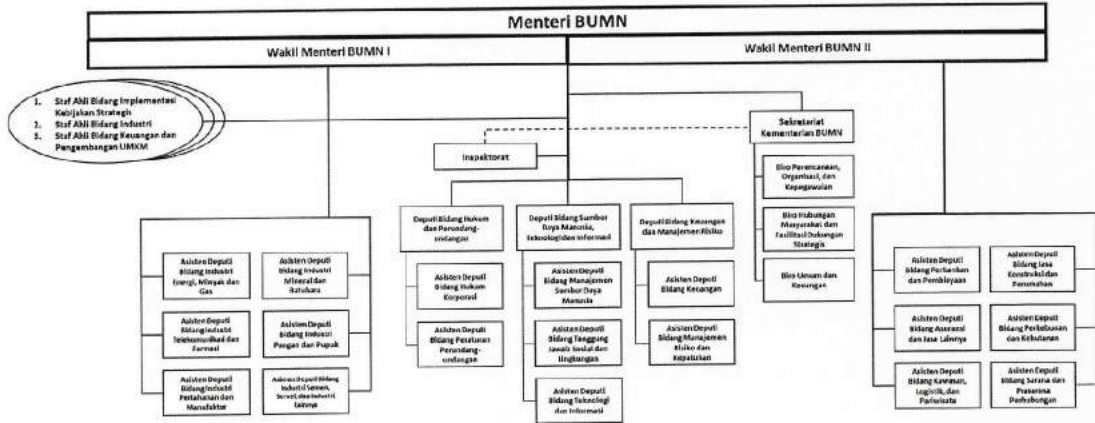 Menteri BUMN
Wakil Menteri BUMN I
Wakil Menteri BUMN II
1. Staf Ahli Bidang Implementasi
Kebijakan Strategis
2. Staf Ahli Bidang Industri
3. Staf Ahli Bidang Keuangan dan
Pengembangan UMKM
Sekretariat
Kementerian BUMN
Inspektorat
Biro Perencanaan,
Organisasi, dan
Kepegawaian
Biro Hubungan
Masyarakat dan
Fasilitasi Dukungan
Strategis
Biro Umum dan
Keuangan
Deputi Bidang Hukum
dan Perundang-
undangan
Asisten Deputi
Bidang Hukum
Korporasi
Asisten Deputi
Bidang Peraturan
Perundang-
undangan
Deputi Bidang Sumber
Daya Manusia,
Teknologi dan Informasi
Asisten Deputi
Bidang Manajemen
Sumber Daya
Manusia
Asisten Deputi
Bidang Tanggung
Jawab Sosial dan
Lingkungan
Asisten Deputi
Bidang Teknologi
dan Informasi
Deputi Bidang Keuangan
dan Manajemen Risiko
Asisten Deputi
Bidang Keuangan
Asisten Deputi
Bidang Manajemen
Risiko dan
Kepatuhan
Asisten Deputi
Bidang Industri
Energi, Minyak dan
Gas
Asisten Deputi
Bidang Industri
Mineral dan
Batubara
Asisten Deputi
Bidang Industri
Telekomunikasi dan
Farmasi
Asisten Deputi
Bidang Industri
Pangan dan Pupuk
Asisten Deputi
Bidang Industri
Pertahanan dan
Manufaktur
Asisten Deputi Bidang
Industri Semen,
Survei, dan Industri
Lainnya
Asisten Deputi
Bidang Perbankan
dan Pembiayaan
Asisten Deputi
Bidang Jasa
Konstruksi dan
Perumahan
Asisten Deputi
Bidang Asuransi
dan Jasa Lainnya
Asisten Deputi
Bidang Perkebunan
dan Kehutanan
Asisten Deputi
Bidang Kawasan,
Logistik, dan
Pariwisata
Asisten Deputi
Bidang Sarana dan
Prasarana
Perhubungan